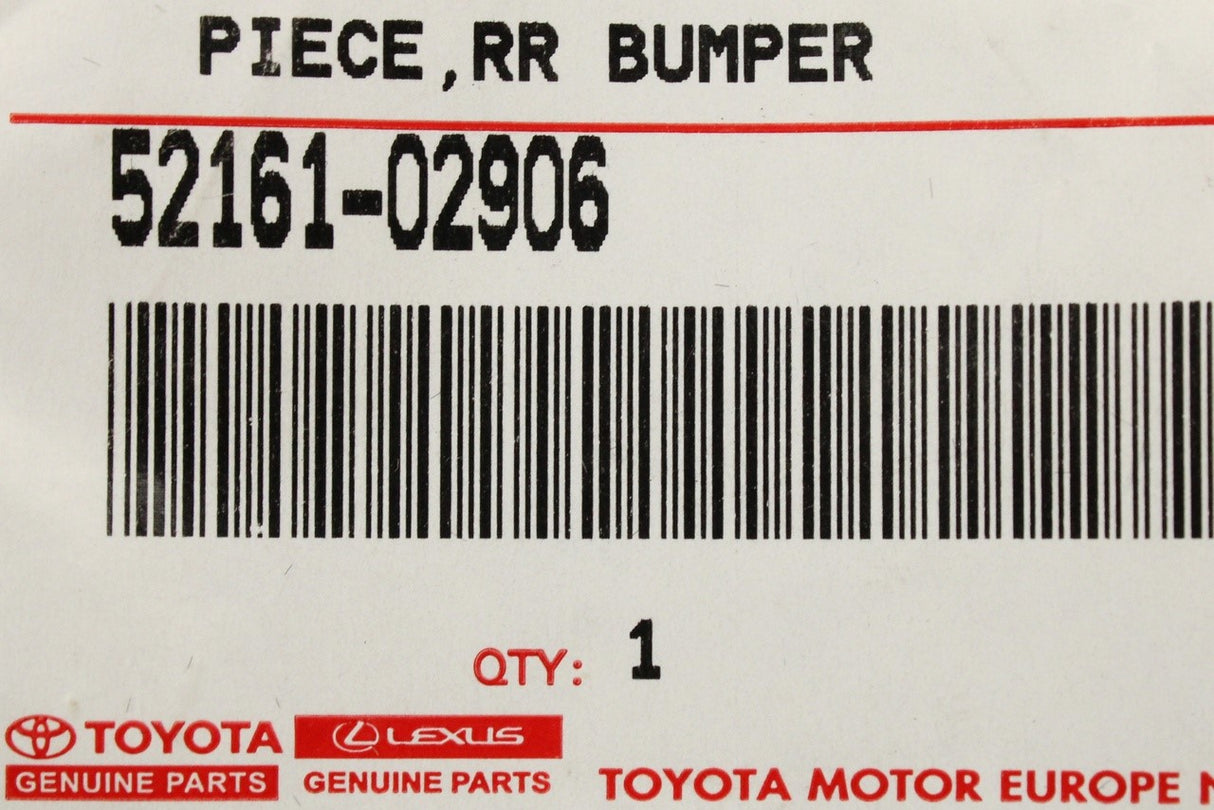 PIECE,RR BUMPER
52161-02906
QTY: 1
TOYOTA LEXUS
GENUINE PARTS GENUINE PARTS TOYOTA MOTOR EUROPE